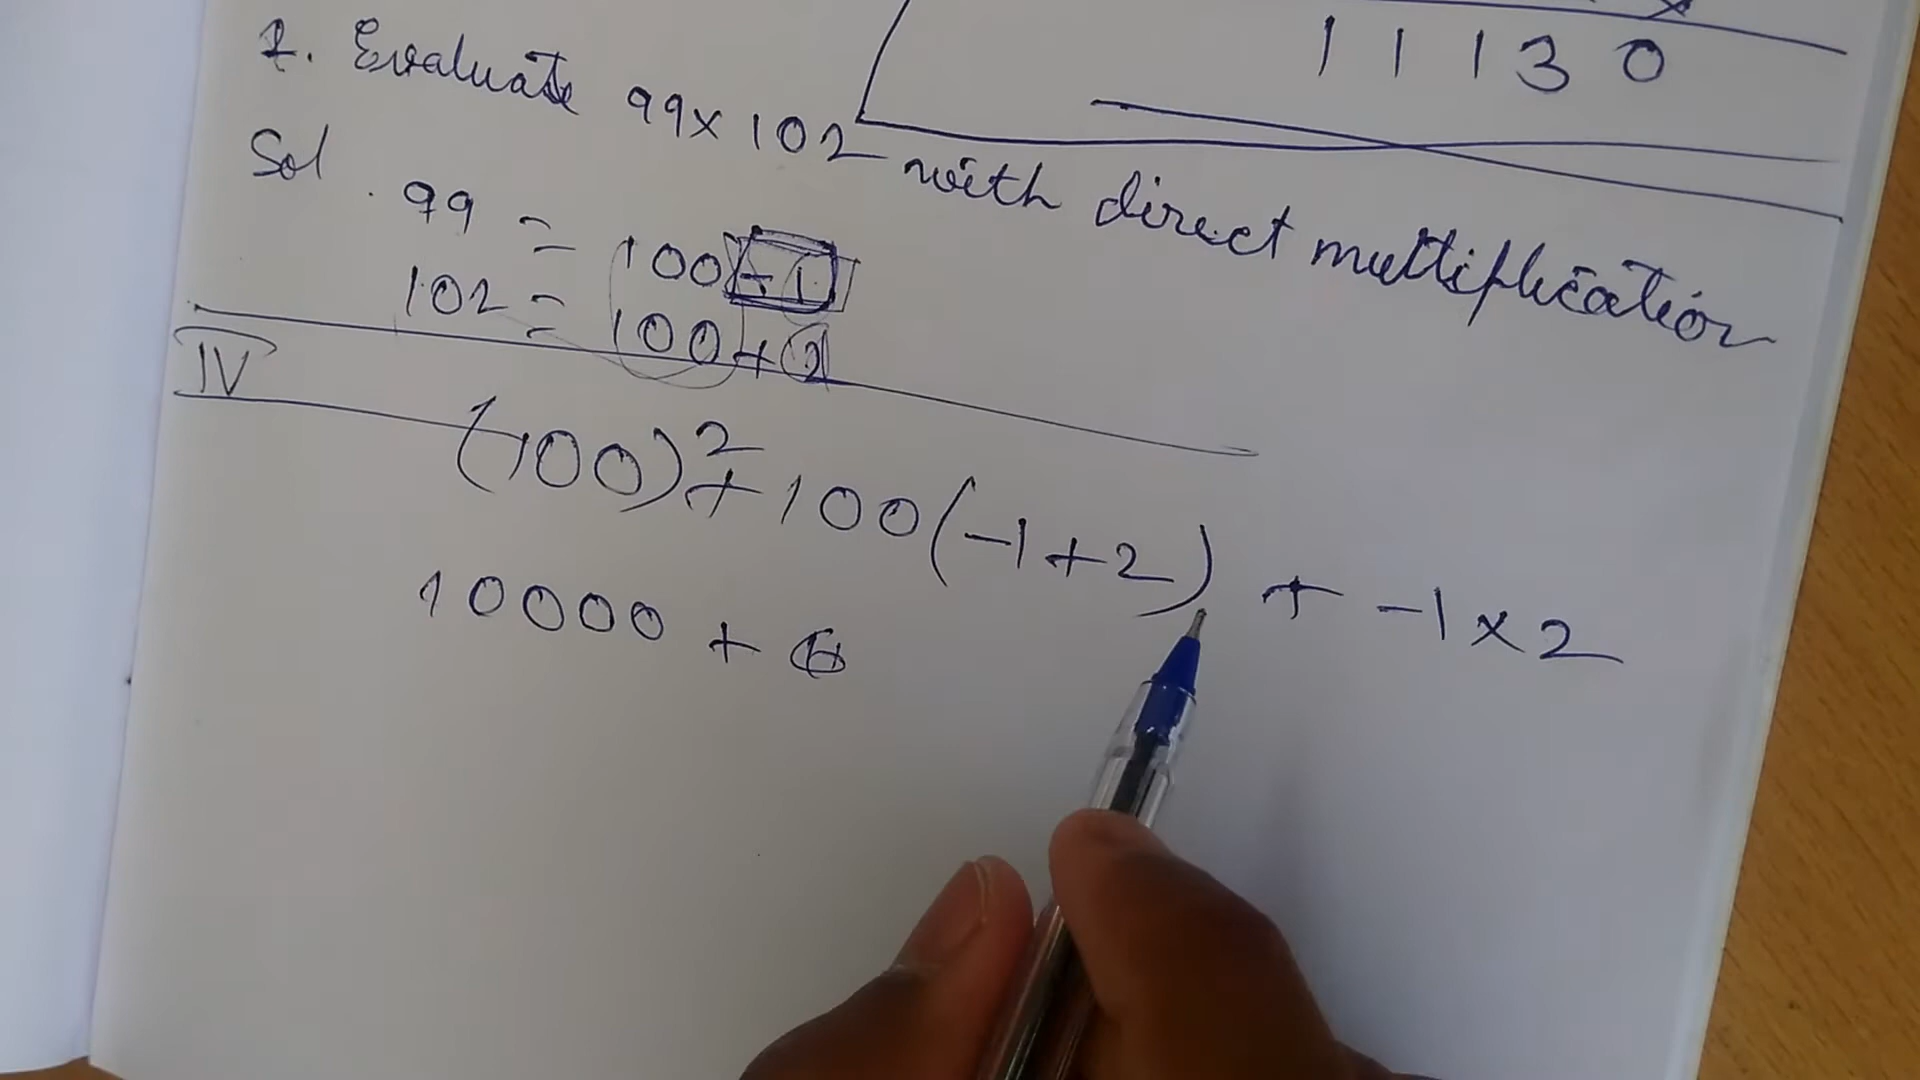 11130
1. Evaluate 99x102 with direct multiplication
Sol. 99 = 100-1
102 = 100+2
IV
(100)²+100(-1+2) + -1x2
10000 +